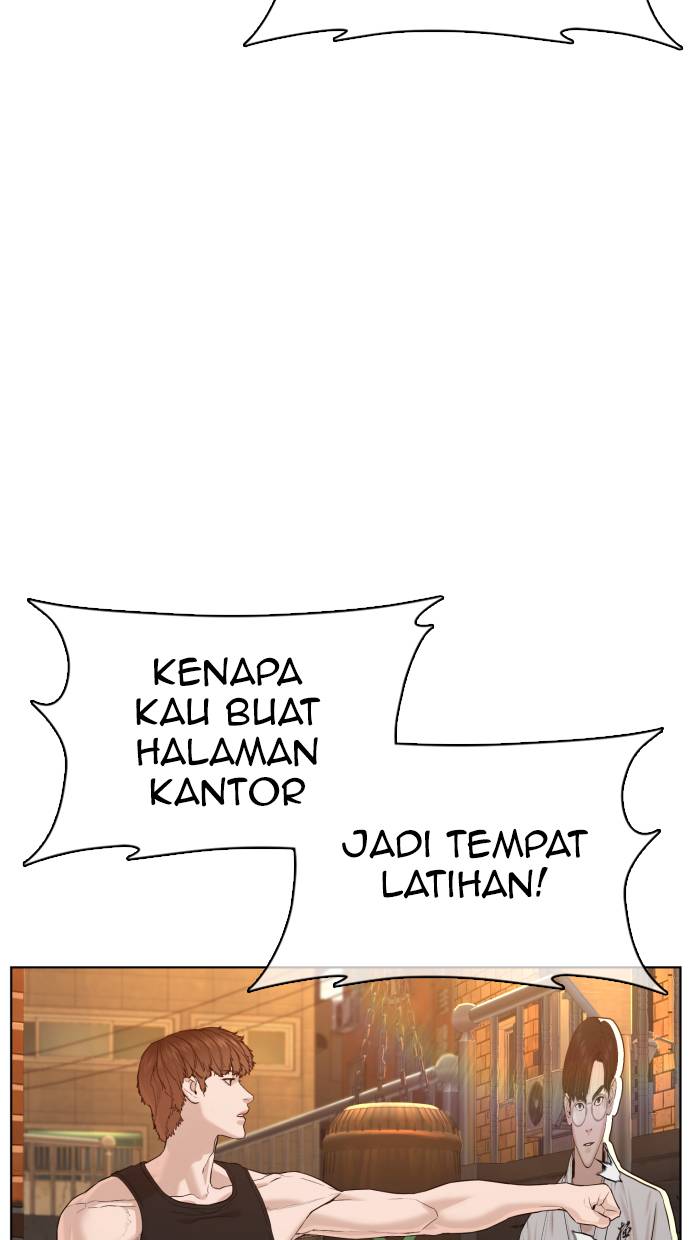 KENAPA
KAU BUAT
HALAMAN
KANTOR
JADI TEMPAT
LATIHAN!